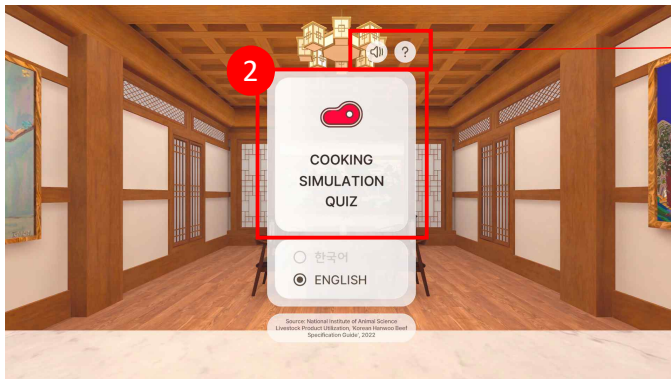 ?
2
COOKING
SIMULATION
QUIZ
한국어
ENGLISH
Source: National Institute of Animal Science
Livestock Product Utilization, 'Korean Hanwoo Beef
Specification Guide', 2022